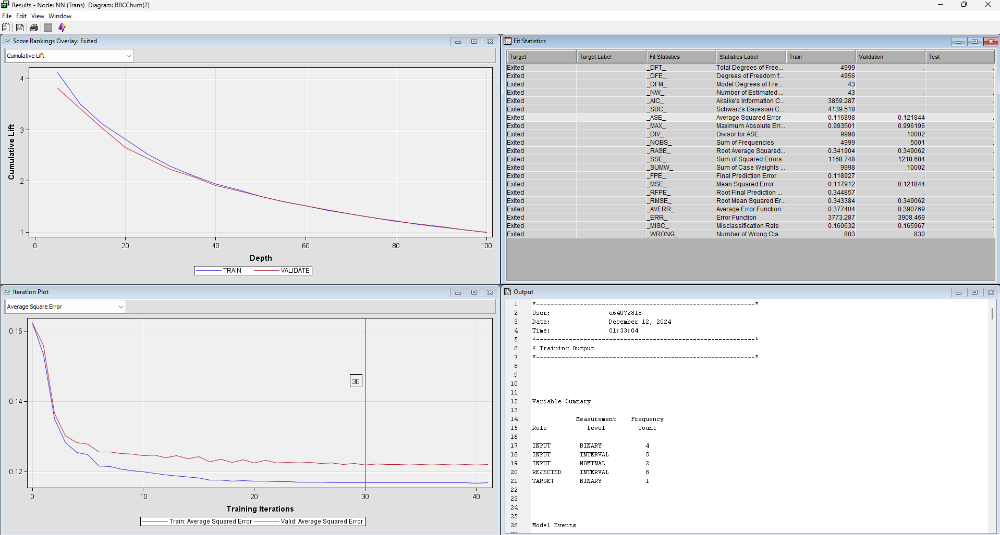 Results - Node: NN (Trans)  Diagram: RBCChurn(2)
File Edit View Window
Score Rankings Overlay: Exited
Cumulative Lift
Cumulative Lift
4
3
2
1
0 20 40 60 80 100
Depth
TRAIN VALIDATE
Fit Statistics
Target Target Label Fit Statistics Statistics Label Train Validation Test
Exited _DFT_ Total Degrees of Free... 4999 . .
Exited _DFE_ Degrees of Freedom f... 4956 . .
Exited _DFM_ Model Degrees of Fre... 43 . .
Exited _NW_ Number of Estimated ... 43 . .
Exited _AIC_ Akaike's Information C... 3859.287 . .
Exited _SBC_ Schwarz's Bayesian C... 4139.518 . .
Exited _ASE_ Average Squared Error 0.116898 0.121844 .
Exited _MAX_ Maximum Absolute Err... 0.993501 0.996196 .
Exited _DIV_ Divisor for ASE 9998 10002 .
Exited _NOBS_ Sum of Frequencies 4999 5001 .
Exited _RASE_ Root Average Squared... 0.341904 0.349062 .
Exited _SSE_ Sum of Squared Errors 1168.748 1218.684 .
Exited _SUMW_ Sum of Case Weights ... 9998 10002 .
Exited _FPE_ Final Prediction Error 0.118927 . .
Exited _MSE_ Mean Squared Error 0.117912 0.121844 .
Exited _RFPE_ Root Final Prediction ... 0.344857 . .
Exited _RMSE_ Root Mean Squared Er... 0.343384 0.349062 .
Exited _AVERR_ Average Error Function 0.377404 0.390769 .
Exited _ERR_ Error Function 3773.287 3908.469 .
Exited _MISC_ Misclassification Rate 0.160632 0.165967 .
Exited _WRONG_ Number of Wrong Cla... 803 830 .
Iteration Plot
Average Square Error
0.16
0.14
0.12
30
0 10 20 30 40
Training Iterations
Train: Average Squared Error Valid: Average Squared Error
Output
1 *------------------------------------------------------------*
2 User: u64072818
3 Date: December 12, 2024
4 Time: 01:33:04
5 *------------------------------------------------------------*
6 * Training Output
7 *------------------------------------------------------------*
8
9
10
11
12 Variable Summary
13
14 Measurement Frequency
15 Role Level Count
16
17 INPUT BINARY 4
18 INPUT INTERVAL 5
19 INPUT NOMINAL 2
20 REJECTED INTERVAL 8
21 TARGET BINARY 1
22
23
24
25
26 Model Events
27